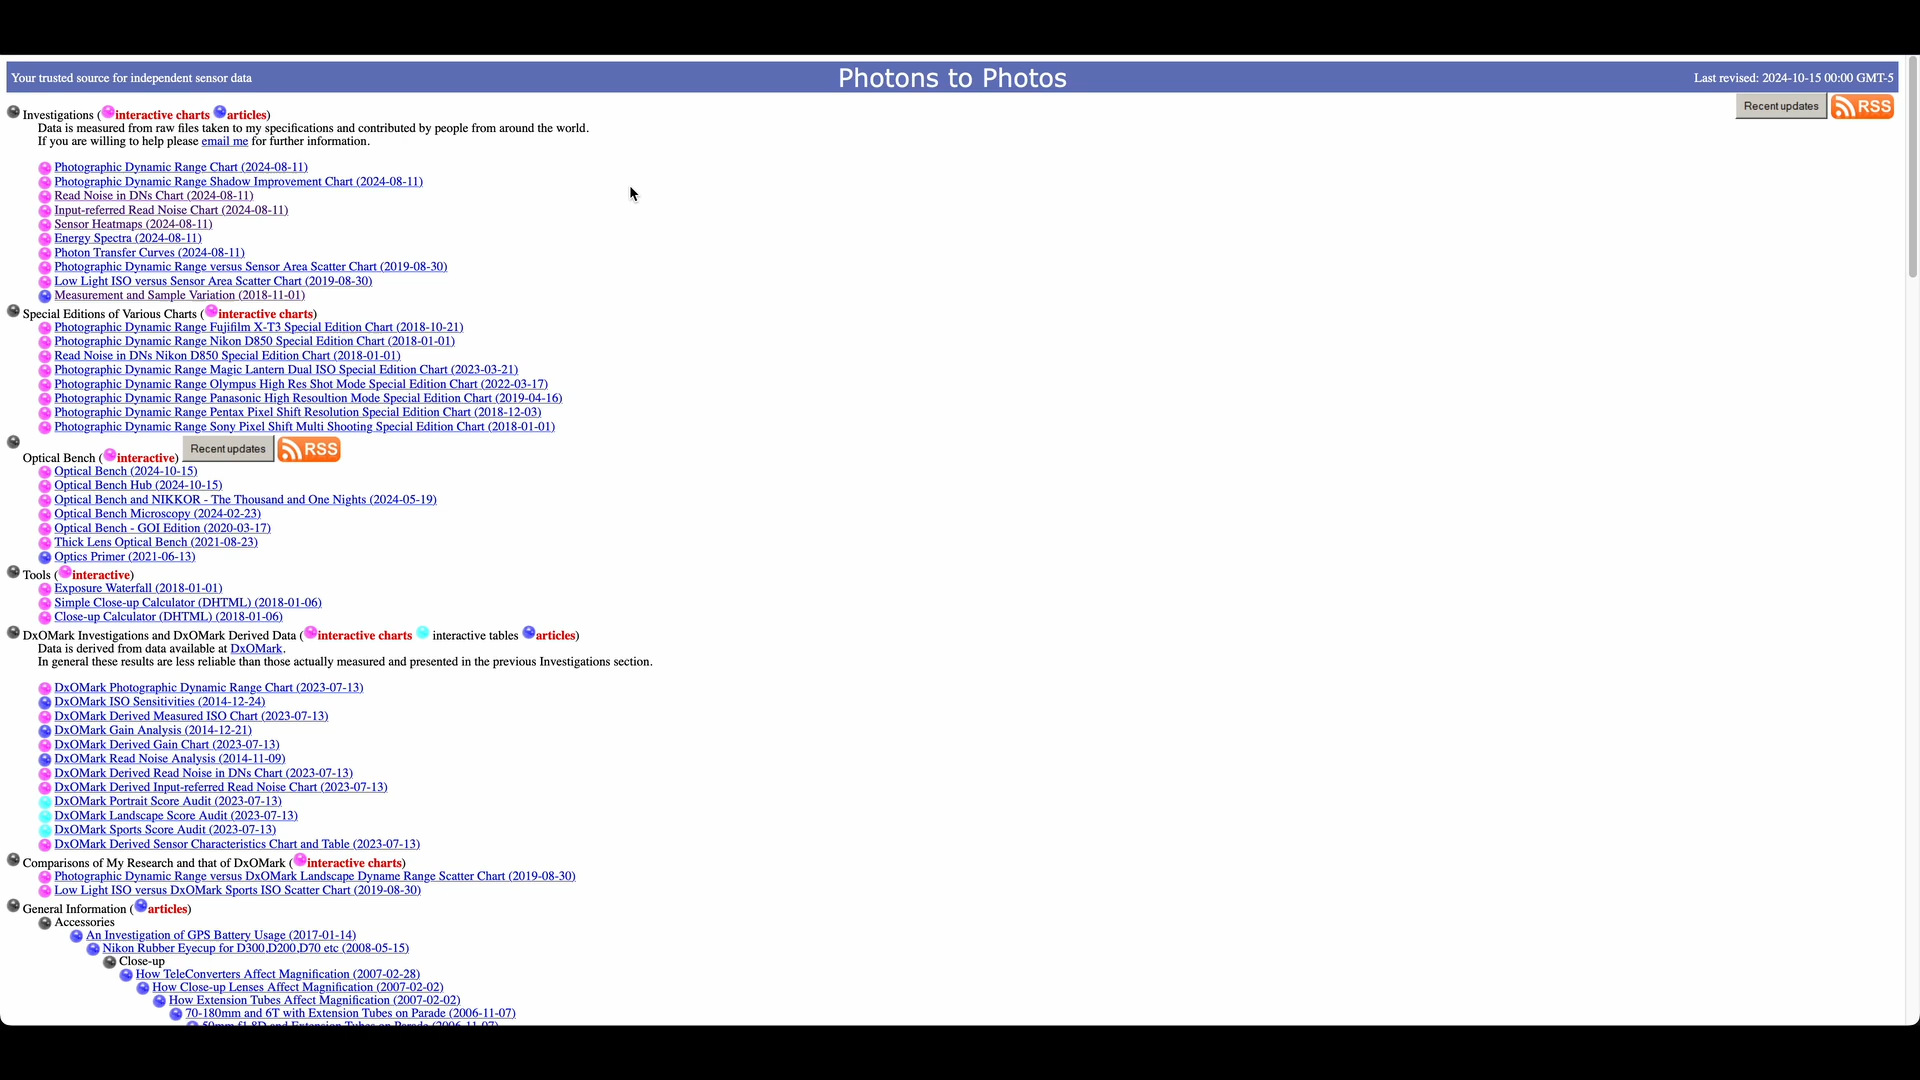 Your trusted source for independent sensor data
Photons to Photos
Last revised: 2024-10-15 00:00 GMT-5
Recent updates
RSS
Investigations (interactive charts articles)
Data is measured from raw files taken to my specifications and contributed by people from around the world.
If you are willing to help please email me for further information.
Photographic Dynamic Range Chart (2024-08-11)
Photographic Dynamic Range Shadow Improvement Chart (2024-08-11)
Read Noise in DNs Chart (2024-08-11)
Input-referred Read Noise Chart (2024-08-11)
Sensor Heatmaps (2024-08-11)
Energy Spectra (2024-08-11)
Photon Transfer Curves (2024-08-11)
Photographic Dynamic Range versus Sensor Area Scatter Chart (2019-08-30)
Low Light ISO versus Sensor Area Scatter Chart (2019-08-30)
Measurement and Sample Variation (2018-11-01)
Special Editions of Various Charts (interactive charts)
Photographic Dynamic Range Fujifilm X-T3 Special Edition Chart (2018-10-21)
Photographic Dynamic Range Nikon D850 Special Edition Chart (2018-01-01)
Read Noise in DNs Nikon D850 Special Edition Chart (2018-01-01)
Photographic Dynamic Range Magic Lantern Dual ISO Special Edition Chart (2023-03-21)
Photographic Dynamic Range Olympus High Res Shot Mode Special Edition Chart (2022-03-17)
Photographic Dynamic Range Panasonic High Resoultion Mode Special Edition Chart (2019-04-16)
Photographic Dynamic Range Pentax Pixel Shift Resolution Special Edition Chart (2018-12-03)
Photographic Dynamic Range Sony Pixel Shift Multi Shooting Special Edition Chart (2018-01-01)
Optical Bench (interactive) Recent updates RSS
Optical Bench (2024-10-15)
Optical Bench Hub (2024-10-15)
Optical Bench and NIKKOR - The Thousand and One Nights (2024-05-19)
Optical Bench Microscopy (2024-02-23)
Optical Bench - GOI Edition (2020-03-17)
Thick Lens Optical Bench (2021-08-23)
Optics Primer (2021-06-13)
Tools (interactive)
Exposure Waterfall (2018-01-01)
Simple Close-up Calculator (DHTML) (2018-01-06)
Close-up Calculator (DHTML) (2018-01-06)
DxOMark Investigations and DxOMark Derived Data (interactive charts interactive tables articles)
Data is derived from data available at DxOMark.
In general these results are less reliable than those actually measured and presented in the previous Investigations section.
DxOMark Photographic Dynamic Range Chart (2023-07-13)
DxOMark ISO Sensitivities (2014-12-24)
DxOMark Derived Measured ISO Chart (2023-07-13)
DxOMark Gain Analysis (2014-12-21)
DxOMark Derived Gain Chart (2023-07-13)
DxOMark Read Noise Analysis (2014-11-09)
DxOMark Derived Read Noise in DNs Chart (2023-07-13)
DxOMark Derived Input-referred Read Noise Chart (2023-07-13)
DxOMark Portrait Score Audit (2023-07-13)
DxOMark Landscape Score Audit (2023-07-13)
DxOMark Sports Score Audit (2023-07-13)
DxOMark Derived Sensor Characteristics Chart and Table (2023-07-13)
Comparisons of My Research and that of DxOMark (interactive charts)
Photographic Dynamic Range versus DxOMark Landscape Dyname Range Scatter Chart (2019-08-30)
Low Light ISO versus DxOMark Sports ISO Scatter Chart (2019-08-30)
General Information (articles)
Accessories
An Investigation of GPS Battery Usage (2017-01-14)
Nikon Rubber Eyecup for D300,D200,D70 etc (2008-05-15)
Close-up
How TeleConverters Affect Magnification (2007-02-28)
How Close-up Lenses Affect Magnification (2007-02-02)
How Extension Tubes Affect Magnification (2007-02-02)
70-180mm and 6T with Extension Tubes on Parade (2006-11-07)
50mm f1.8D and Extension Tubes on Parade (2006-11-07)